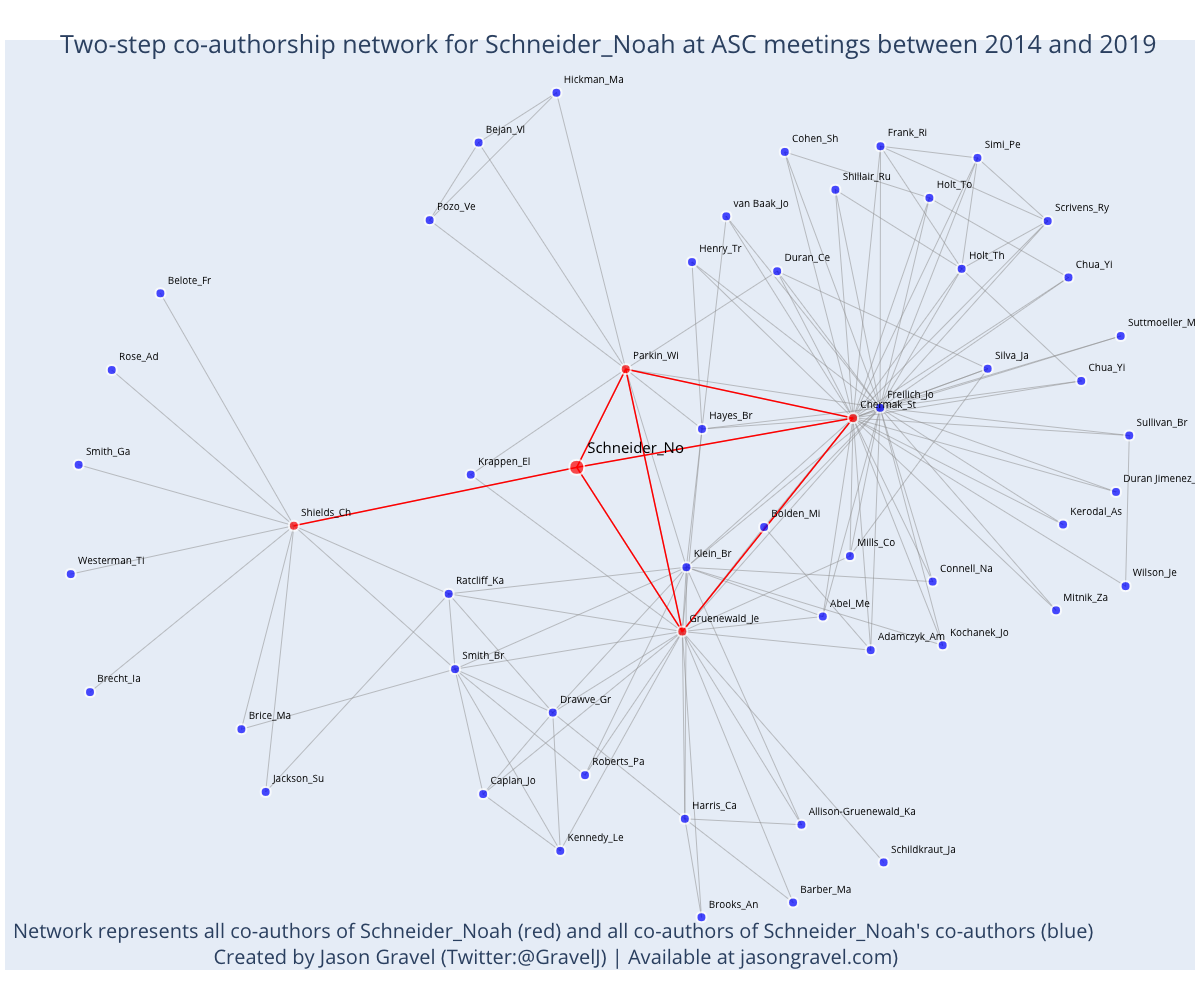 Two-step co-authorship network for Schneider_Noah at ASC meetings between 2014 and 2019
Hickman_Ma
Bejan_Vl
Cohen_Sh
Frank_Ri
Simi_Pe
Shillair_Ru
Holt_To
Pozo_Ve
van Baak_Jo
Scrivens_Ry
Henry_Tr
Duran_Ce
Holt_Th
Chua_Yi
Belote_Fr
Suttmoeller_M
Rose_Ad
Parkin_Wi
Silva_Ja
Chua_Yi
Freilich_Jo
Chermak_St
Hayes_Br
Sullivan_Br
Schneider_No
Smith_Ga
Krappen_El
Duran Jimenez_
Shields_Ch
Bolden_Mi
Kerodal_As
Mills_Co
Westerman_Ti
Klein_Br
Connell_Na
Wilson_Je
Ratcliff_Ka
Mitnik_Za
Abel_Me
Gruenewald_Je
Adamczyk_Am
Kochanek_Jo
Smith_Br
Brecht_Ia
Drawve_Gr
Brice_Ma
Roberts_Pa
Jackson_Su
Caplan_Jo
Harris_Ca
Allison-Gruenewald_Ka
Kennedy_Le
Schildkraut_Ja
Barber_Ma
Brooks_An
Network represents all co-authors of Schneider_Noah (red) and all co-authors of Schneider_Noah's co-authors (blue)
Created by Jason Gravel (Twitter:@GravelJ) | Available at jasongravel.com)